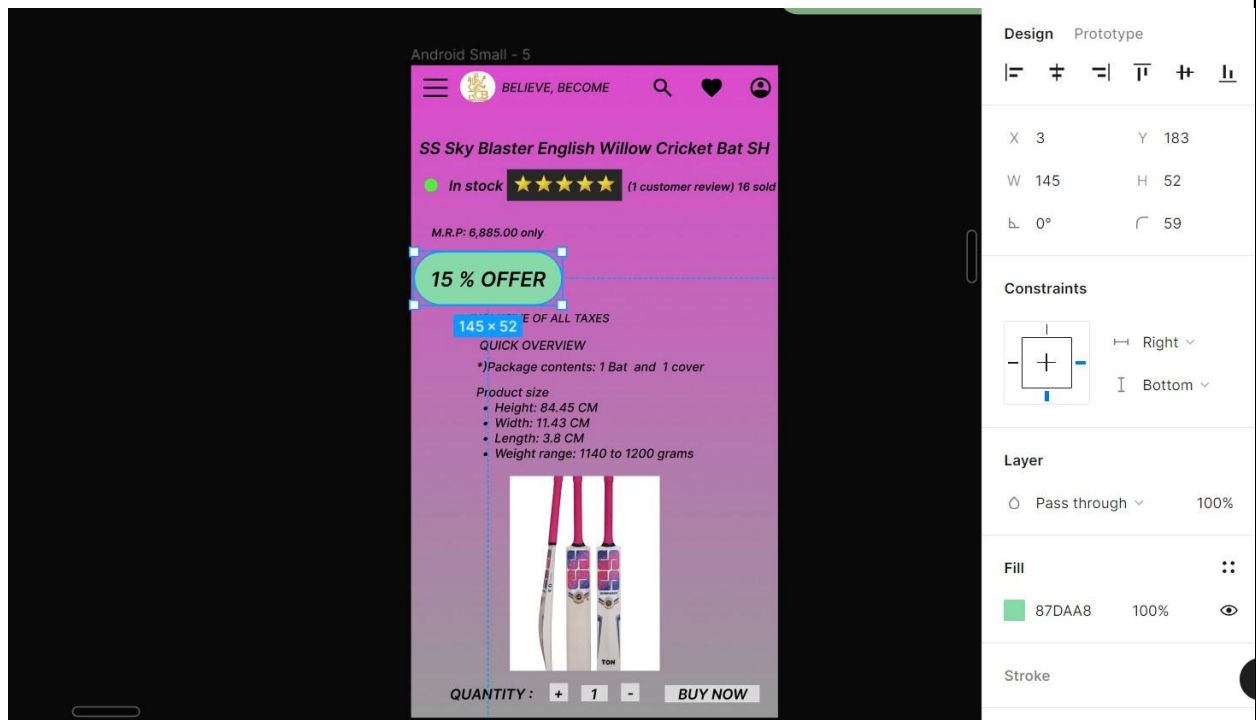 Design Prototype
Android Small - 5
RCB
BELIEVE, BECOME
X 3 Y 183
SS Sky Blaster English Willow Cricket Bat SH
W 145 H 52
In stock (1 customer review) 16 sold
0° 59
M.R.P: 6,885.00 only
15 % OFFER
Constraints
145 × 52
E OF ALL TAXES
Right
QUICK OVERVIEW
*)Package contents: 1 Bat and 1 cover
Bottom
Product size
• Height: 84.45 CM
• Width: 11.43 CM
• Length: 3.8 CM
• Weight range: 1140 to 1200 grams
Layer
Pass through 100%
Fill
87DAA8 100%
TON
Stroke
QUANTITY : + 1 - BUY NOW